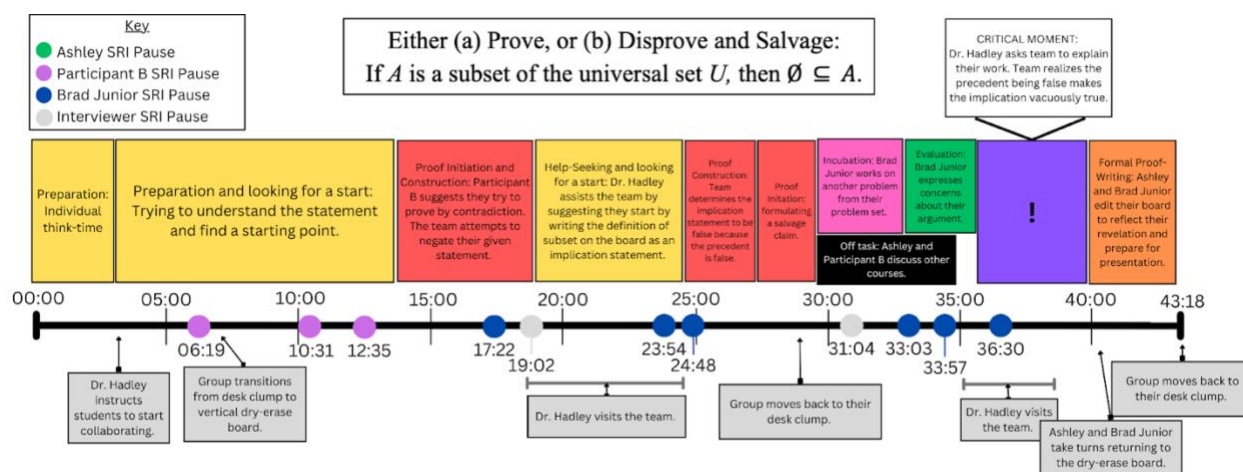 Key
Ashley SRI Pause
Participant B SRI Pause
Brad Junior SRI Pause
Interviewer SRI Pause
Either (a) Prove, or (b) Disprove and Salvage:
If A is a subset of the universal set U, then Ø ⊆ A.
CRITICAL MOMENT:
Dr. Hadley asks team to explain
their work. Team realizes the
precedent being false makes
the implication vacuously true.
Preparation:
Individual
think-time
Preparation and looking for a start:
Trying to understand the statement
and find a starting point.
Proof Initiation and
Construction: Participant
B suggests they try to
prove by contradiction.
The team attempts to
negate their given
statement.
Help-Seeking and looking
for a start: Dr. Hadley
assists the team by
suggesting they start by
writing the definition of
subset on the board as an
implication statement.
Proof
Construction: Team
determines the
implication
statement to be
false because the
precedent is false.
Proof
Initation:
formulating
a salvage
claim.
Incubation: Brad
Junior works on
another problem
from their
problem set.
Evaluation:
Brad Junior
expresses
concerns
about their
argument.
Off task: Ashley and
Participant B discuss other
courses.
!
Formal Proof-
Writing: Ashley
and Brad Junior
edit their board
to reflect their
revelation and
prepare for
presentation.
00:00
05:00
10:00
15:00
20:00
25:00
30:00
35:00
40:00
43:18
06:19
10:31
12:35
17:22
19:02
23:54
24:48
31:04
33:03
33:57
36:30
Dr. Hadley
instructs
students to start
collaborating.
Group transitions
from desk clump to
vertical dry-erase
board.
Dr. Hadley visits the team.
Group moves back to their
desk clump.
Dr. Hadley visits
the team.
Ashley and Brad Junior
take turns returning to
the dry-erase board.
Group moves back to
their desk clump.